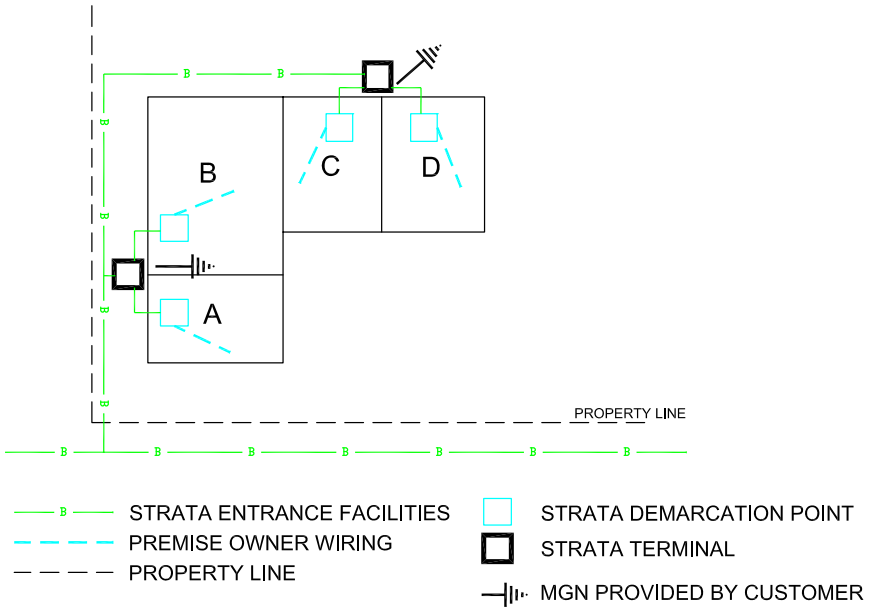 B B
B
C
D
B
B
A
B
B
PROPERTY LINE
B B B B B B B
B STRATA ENTRANCE FACILITIES
PREMISE OWNER WIRING
PROPERTY LINE
STRATA DEMARCATION POINT
STRATA TERMINAL
MGN PROVIDED BY CUSTOMER